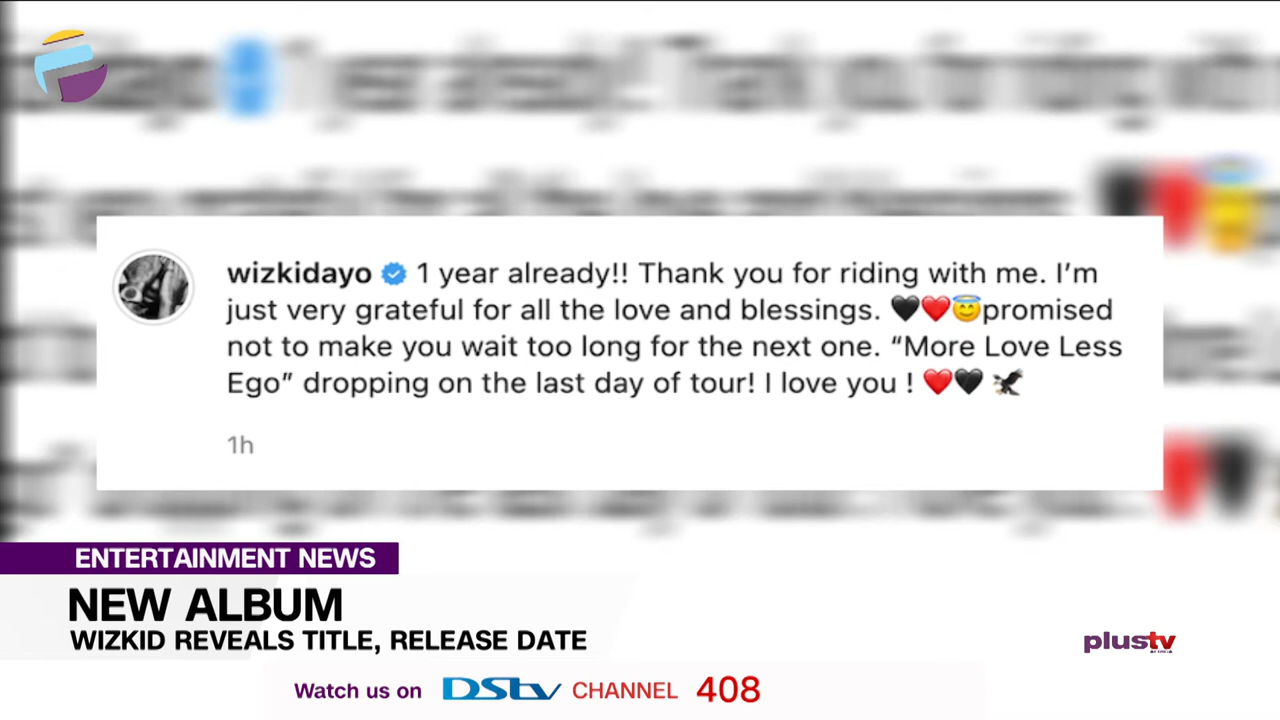 wizkidayo 1 year already!! Thank you for riding with me. I'm
just very grateful for all the love and blessings. 🖤❤️😇promised
not to make you wait too long for the next one. “More Love Less
Ego” dropping on the last day of tour! I love you ! ❤️🖤 🦅
1h
ENTERTAINMENT NEWS
NEW ALBUM
WIZKID REVEALS TITLE, RELEASE DATE
plustv
Watch us on DStv CHANNEL 408